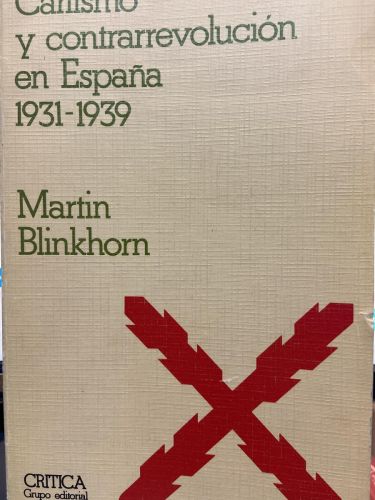 Carlismo
y contrarrevolución
en España
1931-1939
Martin
Blinkhorn
CRITICA
Grupo editorial